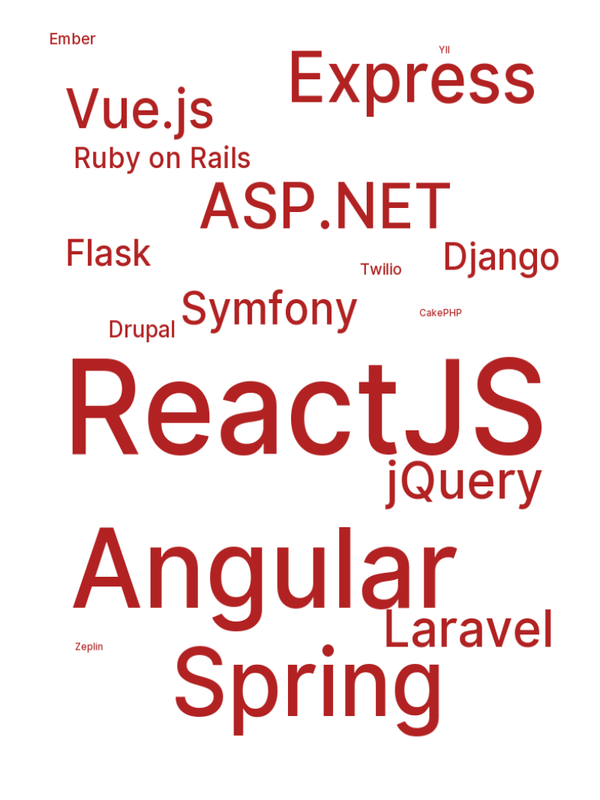 Ember
YII
Express
Vue.js
Ruby on Rails
ASP.NET
Flask
Django
Twilio
Symfony
CakePHP
Drupal
ReactJS
jQuery
Angular
Laravel
Zeplin
Spring